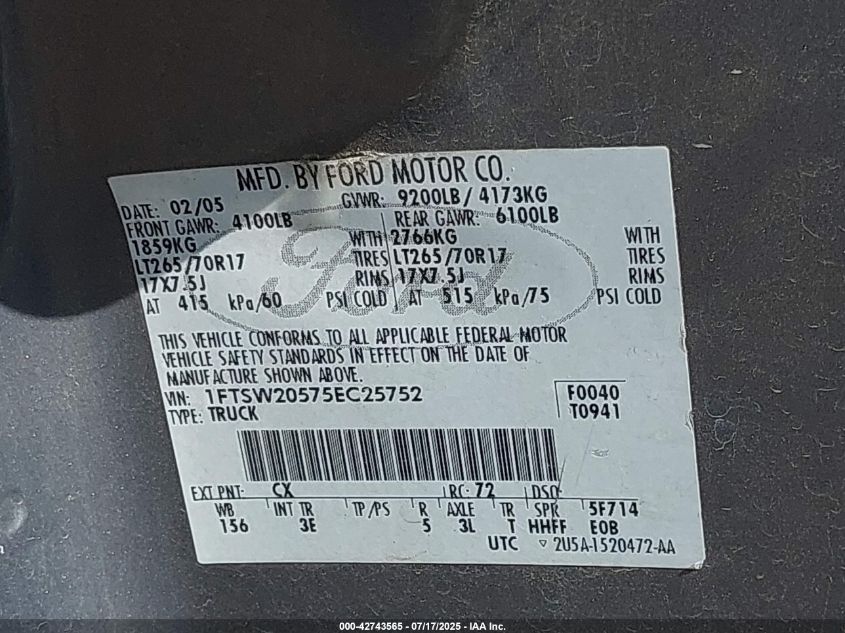 MFD. BY FORD MOTOR CO.
DATE: 02/05 GVWR: 9200LB/ 4173KG
FRONT GAWR: 4100LB REAR GAWR: 6100LB
1859KG WITH 2766KG WITH
LT265/70R17 TIRES LT265/70R17 TIRES
17X7.5J RIMS 17X7.5J RIMS
AT 415 kPa/60 PSI COLD AT 515 kPa/75 PSI COLD
Ford
THIS VEHICLE CONFORMS TO ALL APPLICABLE FEDERAL MOTOR
VEHICLE SAFETY STANDARDS IN EFFECT ON THE DATE OF
MANUFACTURE SHOWN ABOVE.
VIN: 1FTSW20575EC25752 F0040
TYPE: TRUCK T0941
EXT PNT: CX RC: 72 DSO:
WB INT TR TP/PS R AXLE TR SPR 5F714
156 3E 5 3L T HHFF EOB
UTC ▽ 2U5A-1520472-AA
000-42743565 - 07/17/2025 - IAA Inc.